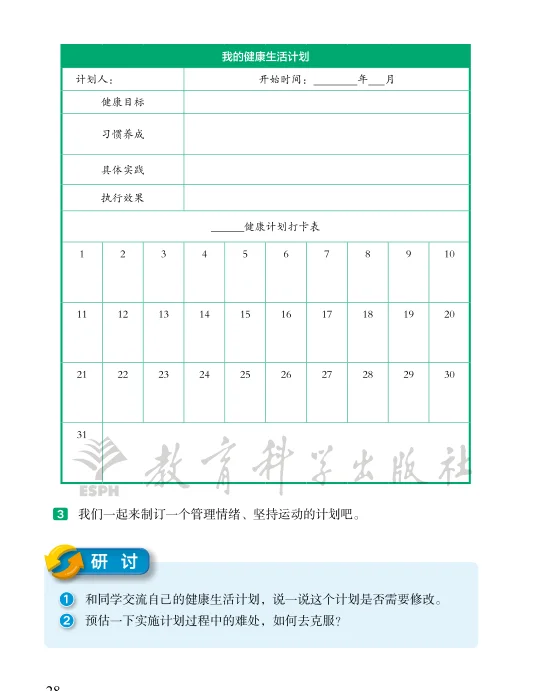 我的健康生活计划
计划人：
开始时间：________年___月
健康目标
习惯养成
具体实践
执行效果
______健康计划打卡表
1 2 3 4 5 6 7 8 9 10
11 12 13 14 15 16 17 18 19 20
21 22 23 24 25 26 27 28 29 30
31
ESPH
教育科学出版社
3 我们一起来制订一个管理情绪、坚持运动的计划吧。
研讨
1 和同学交流自己的健康生活计划，说一说这个计划是否需要修改。
2 预估一下实施计划过程中的难处，如何去克服？
28